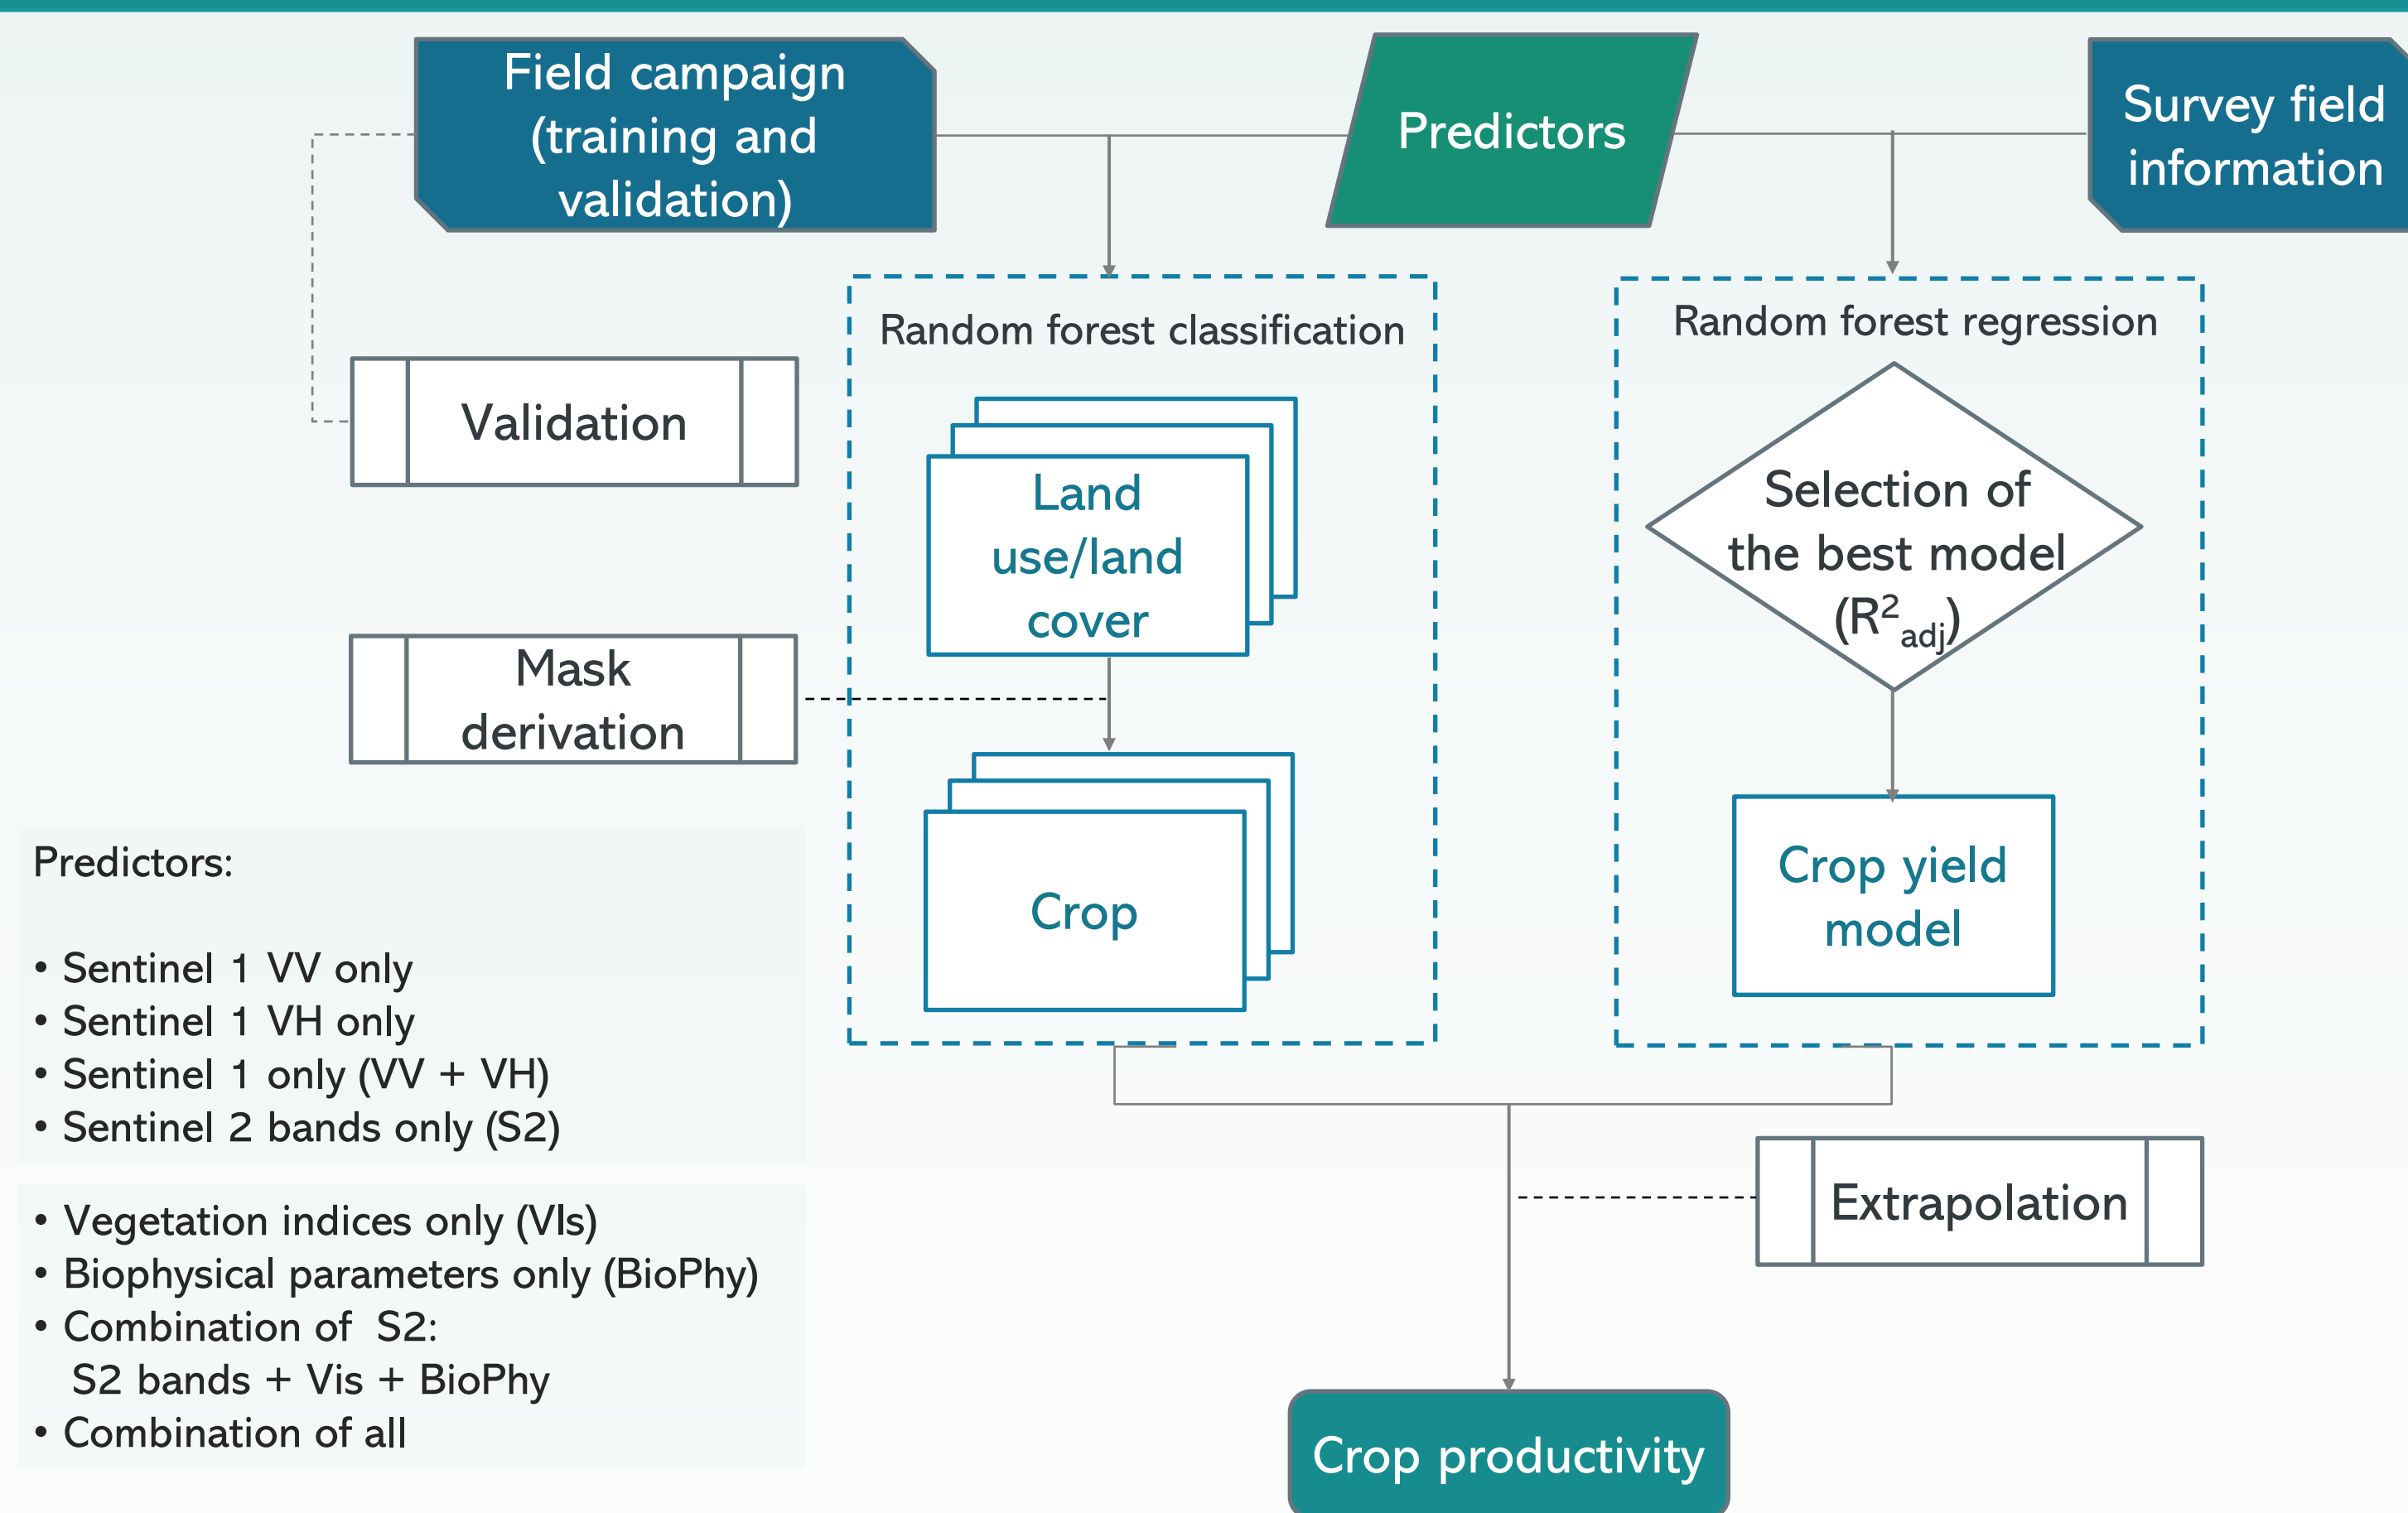 Field campaign
(training and
validation)
Predictors
Survey field
information
Random forest classification
Random forest regression
Validation
Land
use/land
cover
Selection of
the best model
(R²adj)
Mask
derivation
Crop
Crop yield
model
Predictors:
• Sentinel 1 VV only
• Sentinel 1 VH only
• Sentinel 1 only (VV + VH)
• Sentinel 2 bands only (S2)
• Vegetation indices only (VIs)
• Biophysical parameters only (BioPhy)
• Combination of S2:
S2 bands + Vis + BioPhy
• Combination of all
Extrapolation
Crop productivity